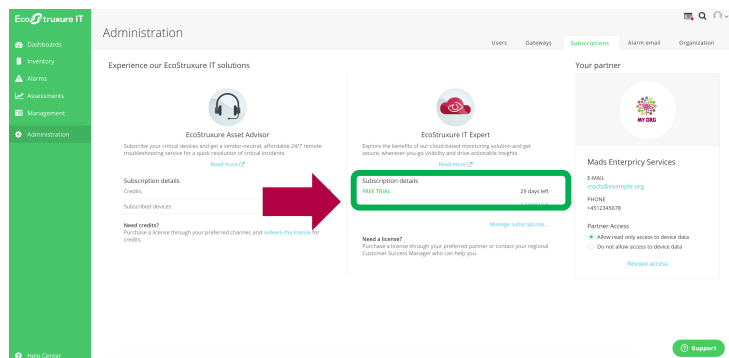 EcoStruxure IT
Administration
Users Gateways Subscriptions Alarm email Organization
Dashboards
Inventory
Alarms
Assessments
Management
Administration
Help Center
Experience our EcoStruxure IT solutions
EcoStruxure Asset Advisor
Subscribe your critical devices and get a vendor-neutral, affordable 24/7 remote
troubleshooting service for a quick resolution of critical incidents.
Read more
Subscription details
Credits
Subscribed devices
Need credits?
Purchase a license through your preferred channel, and redeem the license for
credits.
EcoStruxure IT Expert
Explore the benefits of our cloud-based monitoring solution and get
secure, wherever-you-go visibility and drive actionable insights.
Read more
Subscription details
FREE TRIAL 29 days left
Manage subscriptions...
Need a license?
Purchase a license through your preferred partner or contact your regional
Customer Success Manager who can help you.
Your partner
MY ORG
Mads Enterpricy Services
E-MAIL
mads@example.org
PHONE
+4512345678
Partner Access
Allow read only access to device data
Do not allow access to device data
Revoke access
Support